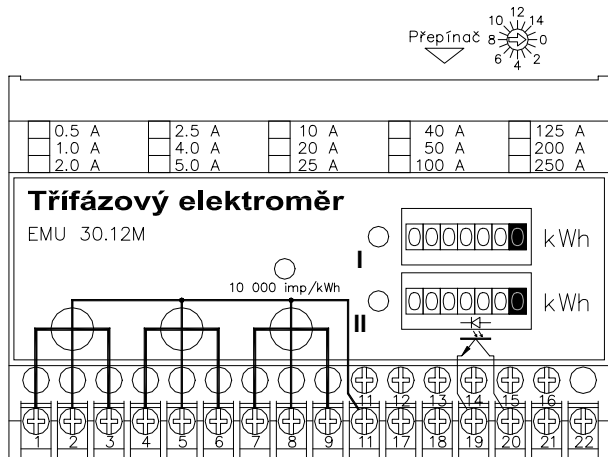 12
10 14
Přepínač 8 0
6 2
4
0.5 A 2.5 A 10 A 40 A 125 A
1.0 A 4.0 A 20 A 50 A 200 A
2.0 A 5.0 A 25 A 100 A 250 A
Třífázový elektroměr
EMU 30.12M
I 0000000 kWh
10 000 imp/kWh
II 0000000 kWh
11 12 13 14 15 16
1 2 3 4 5 6 7 8 9 11 17 18 19 20 21 22